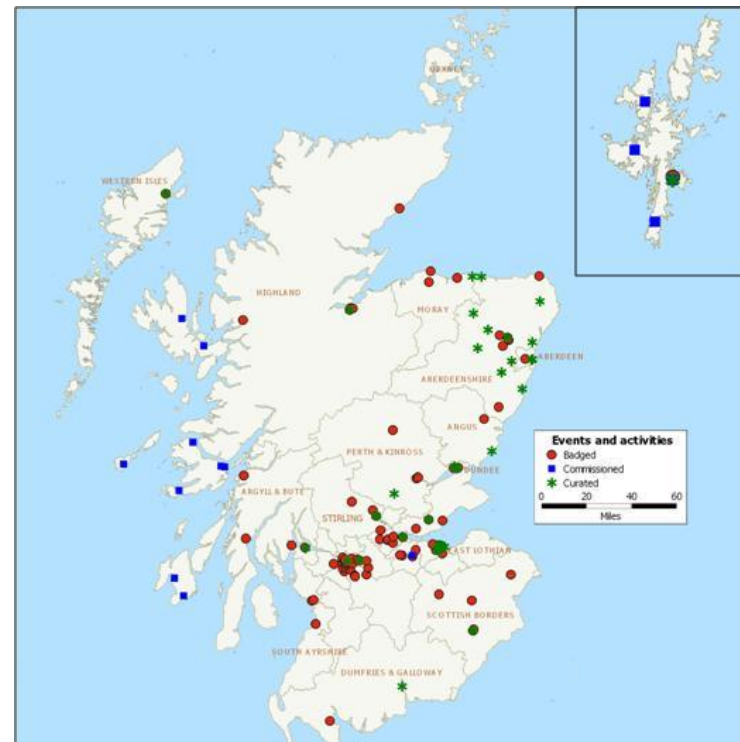 ORKNEY
WESTERN ISLES
HIGHLAND
MORAY
ABERDEEN
ABERDEENSHIRE
ANGUS
PERTH & KINROSS
DUNDEE
ARGYLL & BUTE
STIRLING
EAST LOTHIAN
SCOTTISH BORDERS
SOUTH AYRSHIRE
DUMFRIES & GALLOWAY
Events and activities
Badged
Commissioned
Curated
0 20 40 60
Miles